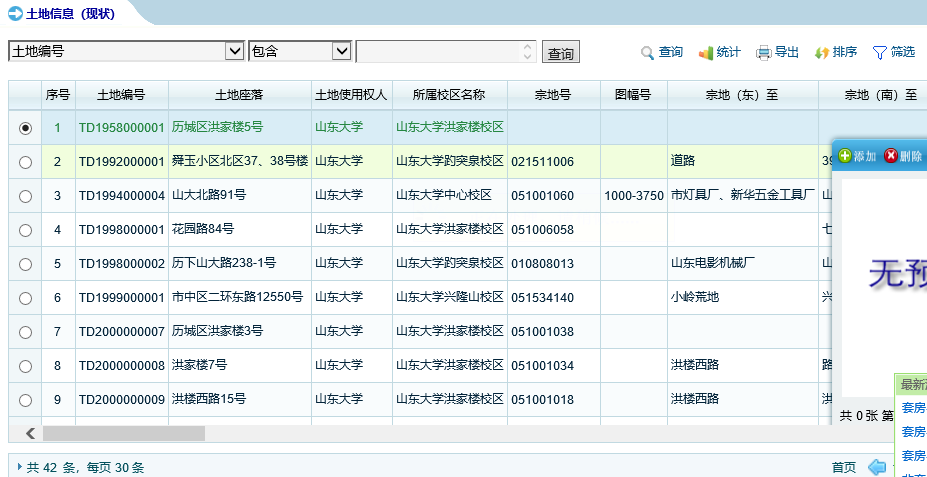 土地信息（现状）
土地编号 包含 查询 查询 统计 导出 排序 筛选
序号 土地编号 土地座落 土地使用权人 所属校区名称 宗地号 图幅号 宗地（东）至 宗地（南）至
1 TD1958000001 历城区洪家楼5号 山东大学 山东大学洪家楼校区
添加 删除
2 TD1992000001 舜玉小区北区37、38号楼 山东大学 山东大学趵突泉校区 021511006 道路
3 TD1994000004 山大北路91号 山东大学 山东大学中心校区 051001060 1000-3750 市灯具厂、新华五金工具厂 山
4 TD1998000001 花园路84号 山东大学 山东大学洪家楼校区 051006058 七
5 TD1998000002 历下山大路238-1号 山东大学 山东大学趵突泉校区 010808013 山东电影机械厂 山
无预
6 TD1999000001 市中区二环东路12550号 山东大学 山东大学兴隆山校区 051534140 小岭荒地 兴
7 TD2000000007 历城区洪家楼3号 山东大学 山东大学洪家楼校区 051001038
8 TD2000000008 洪家楼7号 山东大学 山东大学洪家楼校区 051001034 洪楼西路 路
最新
9 TD2000000009 洪楼西路15号 山东大学 山东大学洪家楼校区 051001018 洪楼西路 洪
套房
共 0 张 第
套房
套房
共 42 条，每页 30 条 首页